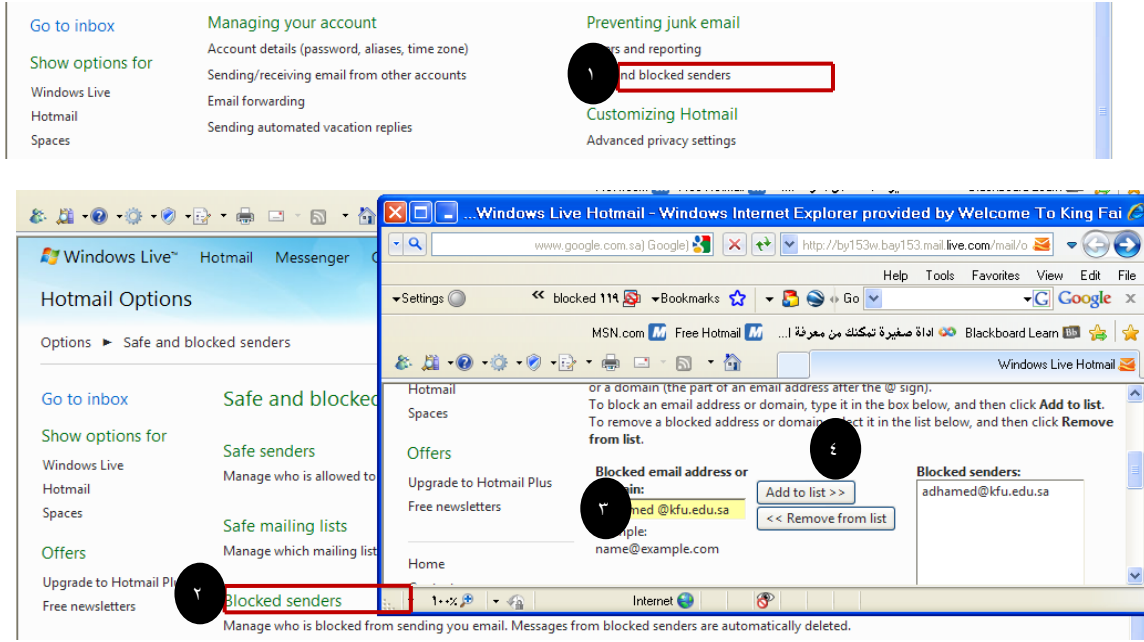 Go to inbox
Show options for
Windows Live
Hotmail
Spaces
Managing your account
Account details (password, aliases, time zone)
Sending/receiving email from other accounts
Email forwarding
Sending automated vacation replies
Preventing junk email
and reporting
١
nd blocked senders
Customizing Hotmail
Advanced privacy settings
Windows Live™ Hotmail Messenger
Hotmail Options
Options ► Safe and blocked senders
Go to inbox
Show options for
Windows Live
Hotmail
Spaces
Offers
Upgrade to Hotmail Pl
Free newsletters
Safe and blocked
Safe senders
Manage who is allowed to
Safe mailing lists
Manage which mailing list
٢
Blocked senders
Manage who is blocked from sending you email. Messages from blocked senders are automatically deleted.
...Windows Live Hotmail - Windows Internet Explorer provided by Welcome To King Fai
www.google.com.sa) Google) http://by153w.bay153.mail.live.com/mail/o
Help Tools Favorites View Edit File
Settings « blocked ١١٩ Bookmarks Go Google x
MSN.com Free Hotmail اداة صغيرة تمكنك من معرفة ا... Blackboard Learn
Windows Live Hotmail
Hotmail
Spaces
Offers
Upgrade to Hotmail Plus
Free newsletters
Home
or a domain (the part of an email address after the @ sign).
To block an email address or domain, type it in the box below, and then click Add to list.
To remove a blocked address or domain select it in the list below, and then click Remove
from list.
٤
Blocked email address or
in:
٣
med @kfu.edu.sa
mple:
name@example.com
Add to list >>
<< Remove from list
Blocked senders:
adhamed@kfu.edu.sa
١٠٠% Internet